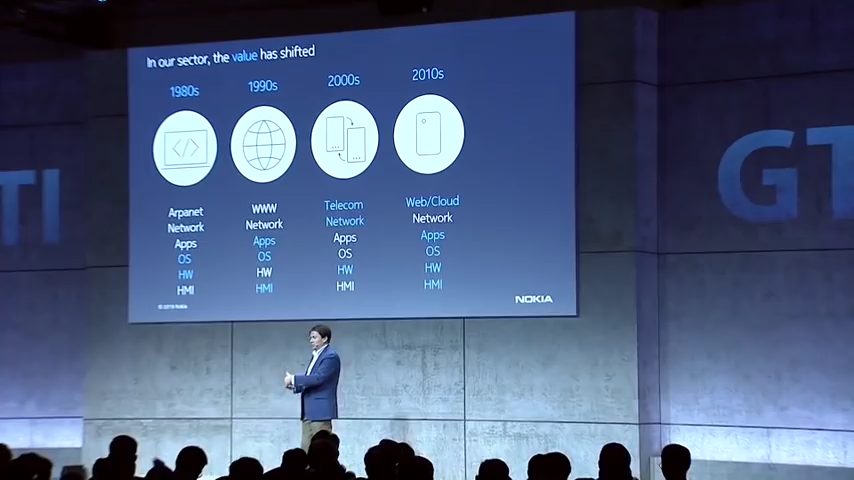 In our sector, the value has shifted
1980s
1990s
2000s
2010s
</>
Arpanet
Network
Apps
OS
HW
HMI
WWW
Network
Apps
OS
HW
HMI
Telecom
Network
Apps
OS
HW
HMI
Web/Cloud
Network
Apps
OS
HW
HMI
NOKIA
TI
GT